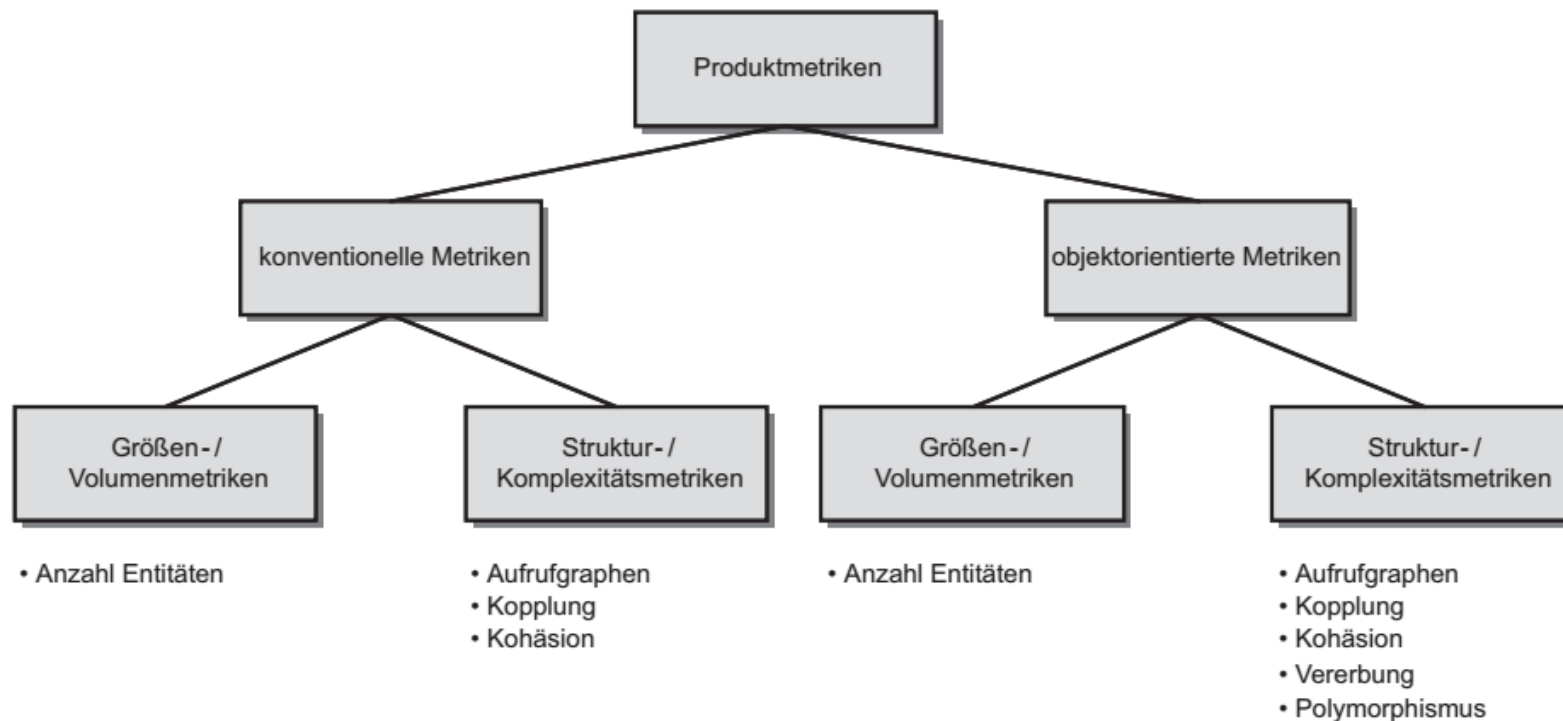 Produktmetriken
konventionelle Metriken
objektorientierte Metriken
Größen- /
Volumenmetriken
Struktur- /
Komplexitätsmetriken
Größen- /
Volumenmetriken
Struktur- /
Komplexitätsmetriken
• Anzahl Entitäten
• Aufrufgraphen
• Kopplung
• Kohäsion
• Anzahl Entitäten
• Aufrufgraphen
• Kopplung
• Kohäsion
• Vererbung
• Polymorphismus